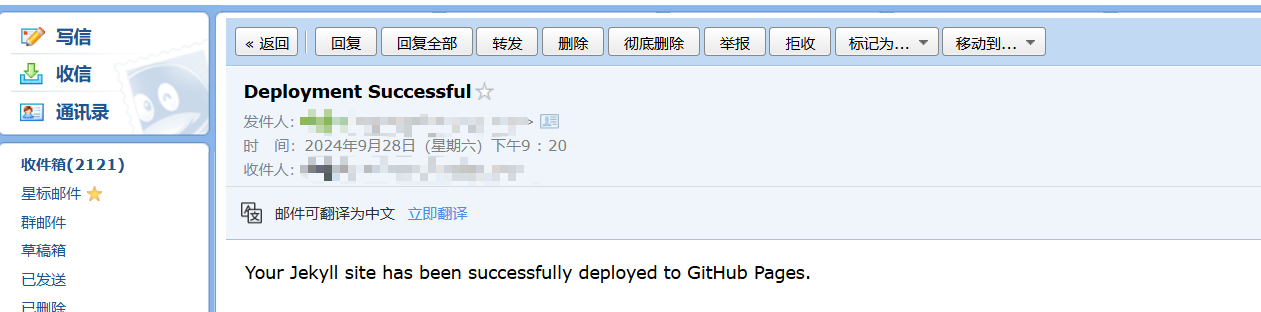 写信
收信
通讯录
收件箱(2121)
星标邮件
群邮件
草稿箱
已发送
已删除
« 返回 回复 回复全部 转发 删除 彻底删除 举报 拒收 标记为... 移动到...
Deployment Successful
发件人: >
时 间: 2024年9月28日 (星期六) 下午9 : 20
收件人:
邮件可翻译为中文 立即翻译
Your Jekyll site has been successfully deployed to GitHub Pages.